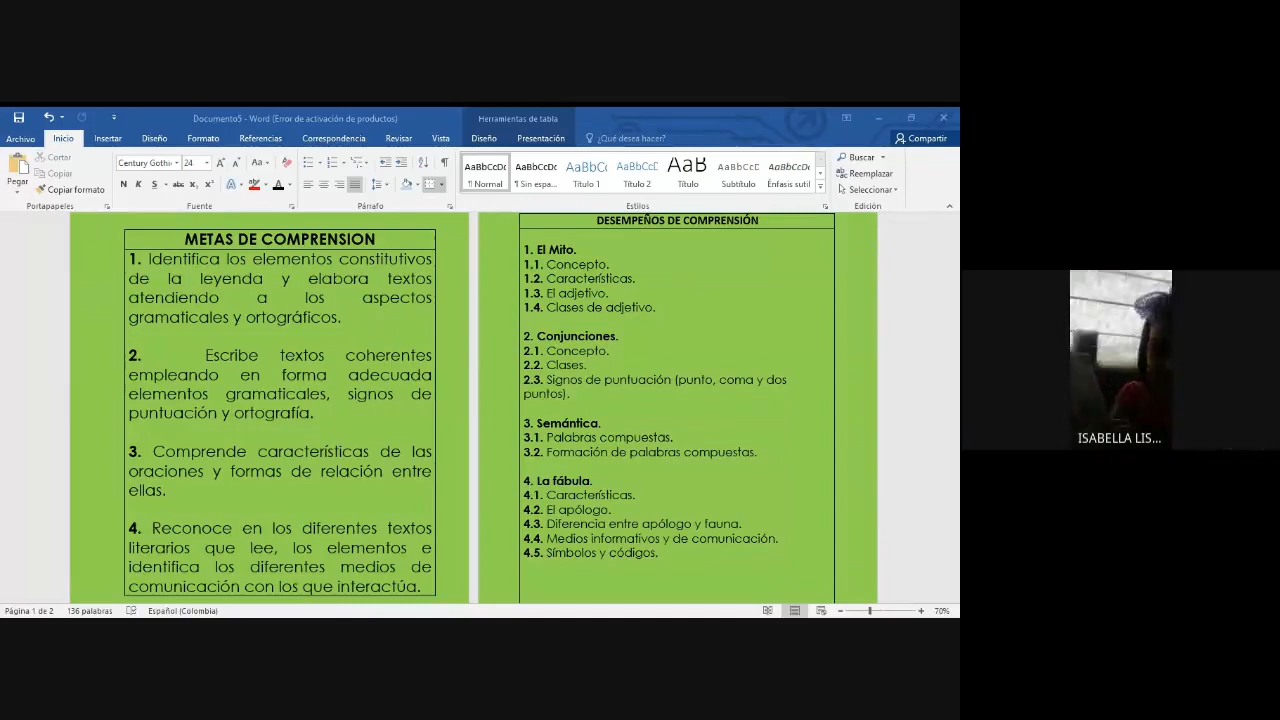 Documento5 - Word (Error de activación de productos)
Herramientas de tabla
Archivo Inicio Insertar Diseño Formato Referencias Correspondencia Revisar Vista Diseño Presentación ¿Qué desea hacer? Compartir
Pegar
Cortar
Copiar
Copiar formato
Century Gothi 24
N K S abc x₂ x²
AaBbCcDc AaBbCcDc AaBbCc AaBbCcC AaB AaBbCcC AaBbCcDc
¶ Normal ¶ Sin espa... Título 1 Título 2 Título Subtítulo Énfasis sutil
Buscar
Reemplazar
Seleccionar
Portapapeles Fuente Párrafo Estilos Edición
METAS DE COMPRENSION
1. Identifica los elementos constitutivos
de la leyenda y elabora textos
atendiendo a los aspectos
gramaticales y ortográficos.
2. Escribe textos coherentes
empleando en forma adecuada
elementos gramaticales, signos de
puntuación y ortografía.
3. Comprende características de las
oraciones y formas de relación entre
ellas.
4. Reconoce en los diferentes textos
literarios que lee, los elementos e
identifica los diferentes medios de
comunicación con los que interactúa.
DESEMPEÑOS DE COMPRENSIÓN
1. El Mito.
1.1. Concepto.
1.2. Características.
1.3. El adjetivo.
1.4. Clases de adjetivo.
2. Conjunciones.
2.1. Concepto.
2.2. Clases.
2.3. Signos de puntuación (punto, coma y dos
puntos).
3. Semántica.
3.1. Palabras compuestas.
3.2. Formación de palabras compuestas.
4. La fábula.
4.1. Características.
4.2. El apólogo.
4.3. Diferencia entre apólogo y fauna.
4.4. Medios informativos y de comunicación.
4.5. Símbolos y códigos.
ISABELLA LIS...
Página 1 de 2 136 palabras Español (Colombia) 70%